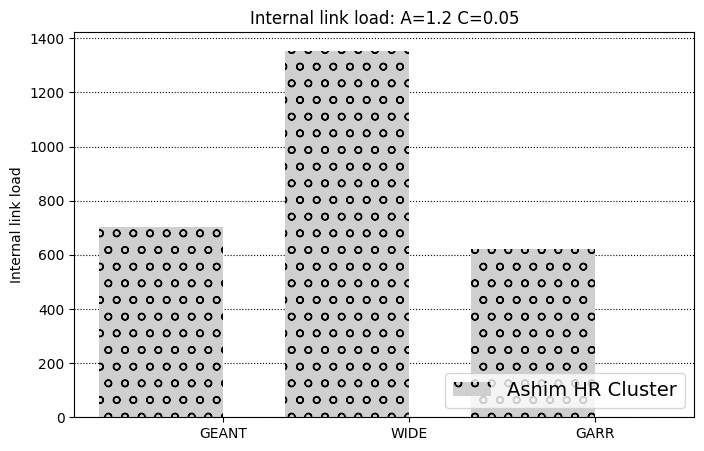 Internal link load: A=1.2 C=0.05
1400
1200
1000
800
600
400
200
0
Internal link load
Ashim HR Cluster
GEANT
WIDE
GARR